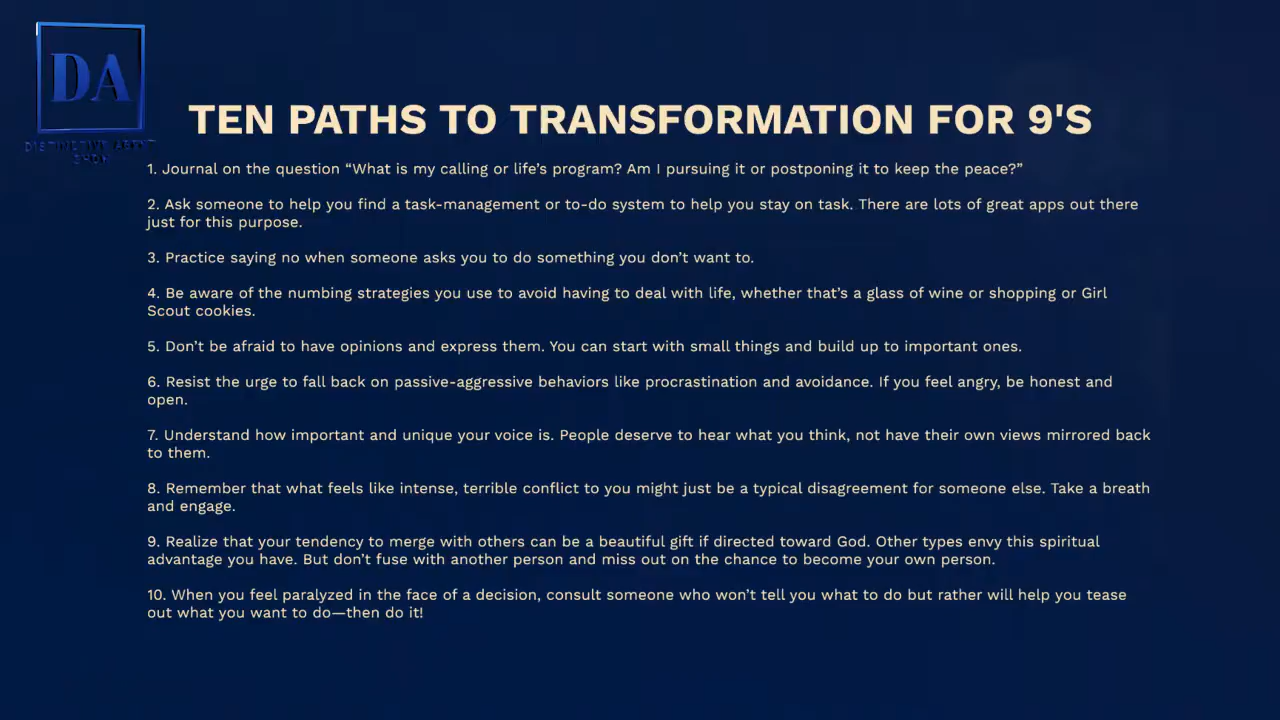 DA
DISTINCTIVE AGENT
SHOW
TEN PATHS TO TRANSFORMATION FOR 9'S
1. Journal on the question “What is my calling or life’s program? Am I pursuing it or postponing it to keep the peace?”
2. Ask someone to help you find a task-management or to-do system to help you stay on task. There are lots of great apps out there
just for this purpose.
3. Practice saying no when someone asks you to do something you don’t want to.
4. Be aware of the numbing strategies you use to avoid having to deal with life, whether that’s a glass of wine or shopping or Girl
Scout cookies.
5. Don’t be afraid to have opinions and express them. You can start with small things and build up to important ones.
6. Resist the urge to fall back on passive-aggressive behaviors like procrastination and avoidance. If you feel angry, be honest and
open.
7. Understand how important and unique your voice is. People deserve to hear what you think, not have their own views mirrored back
to them.
8. Remember that what feels like intense, terrible conflict to you might just be a typical disagreement for someone else. Take a breath
and engage.
9. Realize that your tendency to merge with others can be a beautiful gift if directed toward God. Other types envy this spiritual
advantage you have. But don’t fuse with another person and miss out on the chance to become your own person.
10. When you feel paralyzed in the face of a decision, consult someone who won’t tell you what to do but rather will help you tease
out what you want to do—then do it!